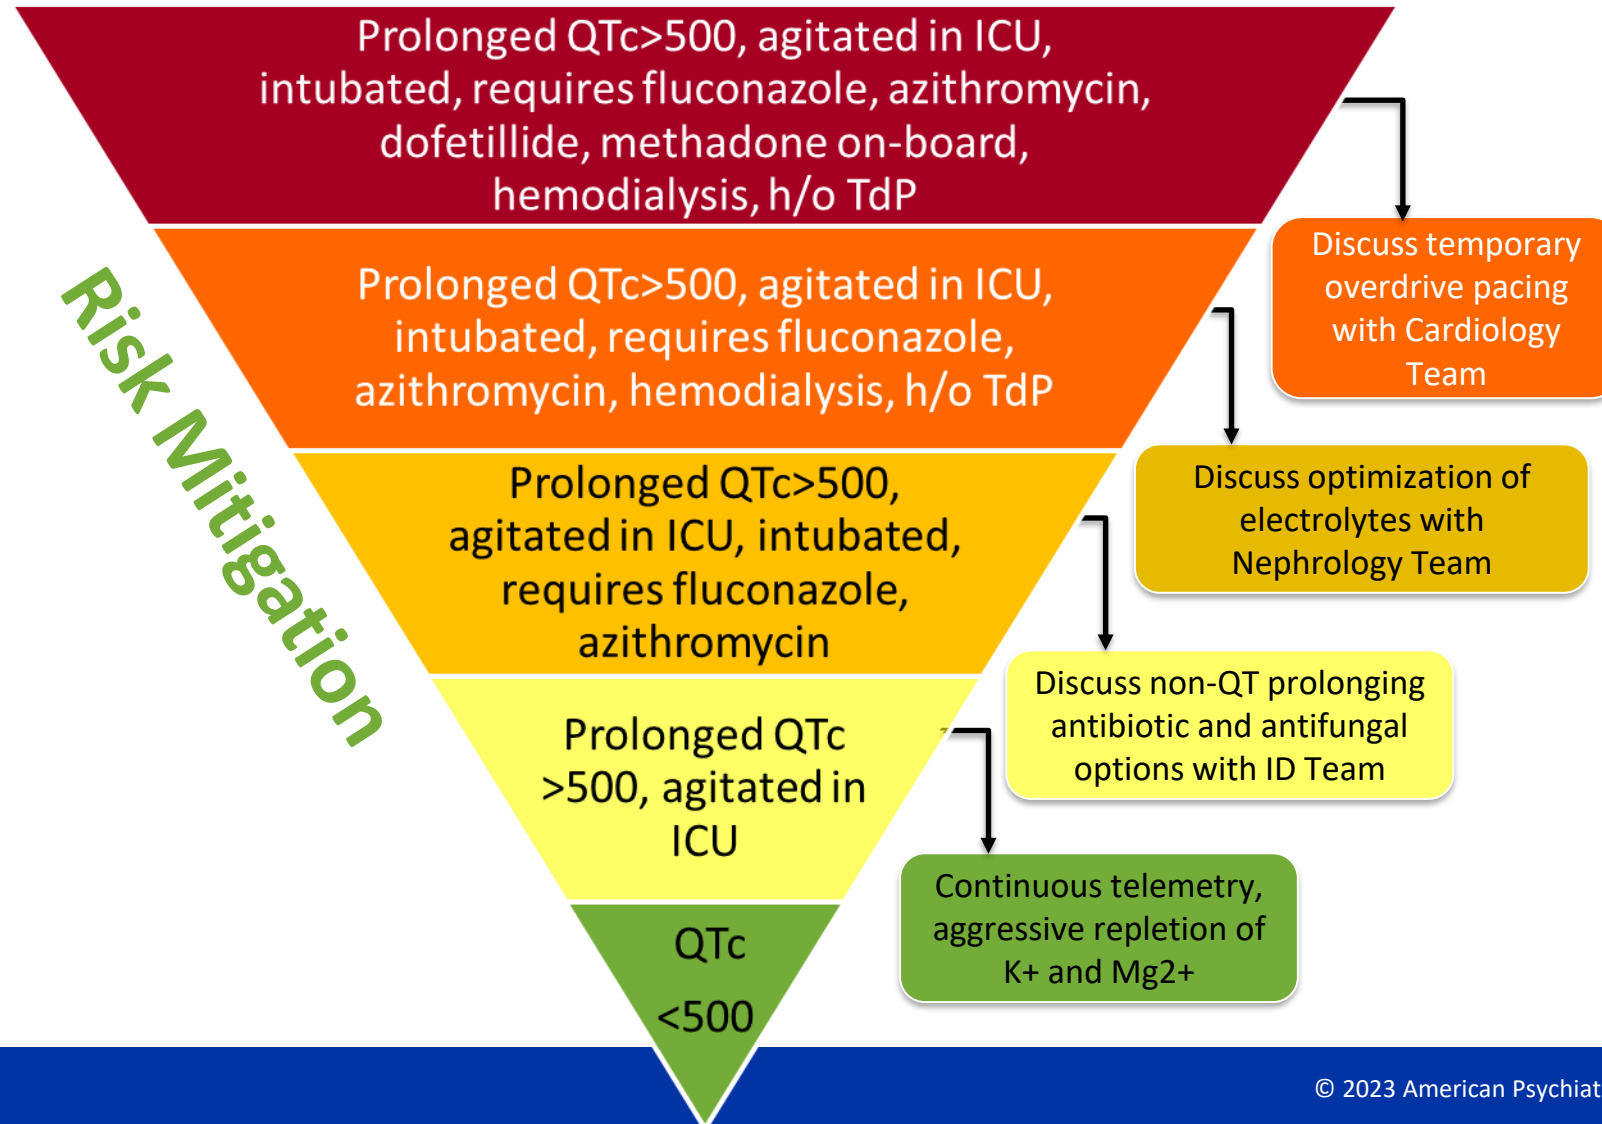 Prolonged QTc>500, agitated in ICU,
intubated, requires fluconazole, azithromycin,
dofetillide, methadone on-board,
hemodialysis, h/o TdP
Discuss temporary
overdrive pacing
with Cardiology
Team
Prolonged QTc>500, agitated in ICU,
intubated, requires fluconazole,
azithromycin, hemodialysis, h/o TdP
Risk Mitigation
Discuss optimization of
electrolytes with
Nephrology Team
Prolonged QTc>500,
agitated in ICU, intubated,
requires fluconazole,
azithromycin
Discuss non-QT prolonging
antibiotic and antifungal
options with ID Team
Prolonged QTc
>500, agitated in
ICU
Continuous telemetry,
aggressive repletion of
K+ and Mg2+
QTc
<500
© 2023 American Psychiat